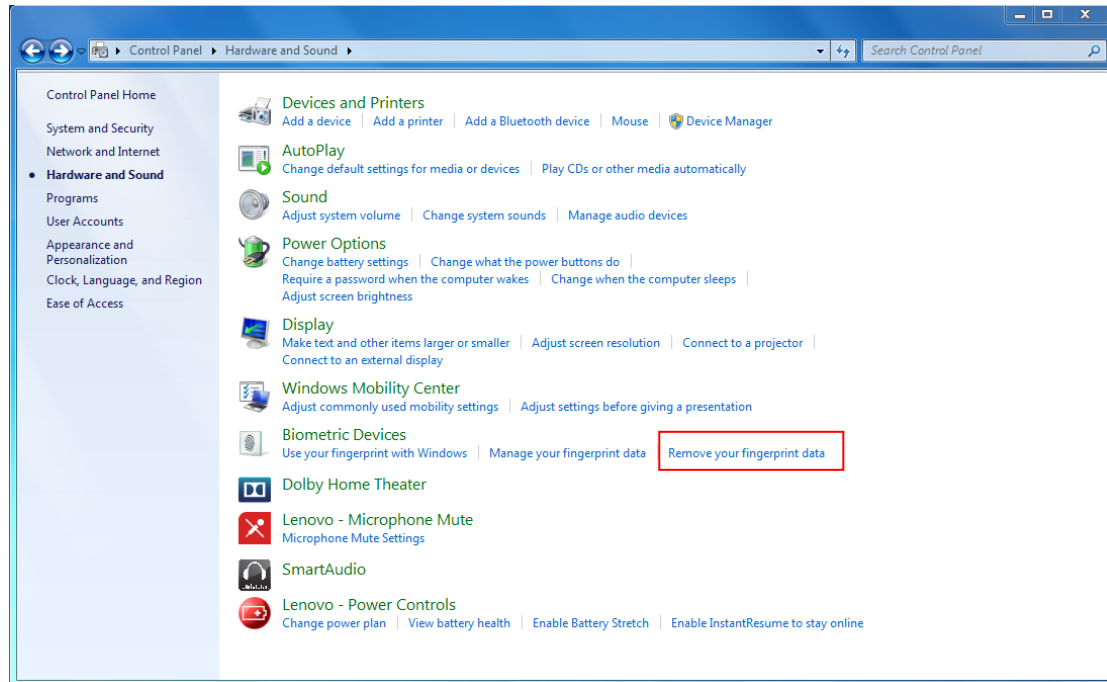 Control Panel Hardware and Sound
Search Control Panel
Control Panel Home
System and Security
Network and Internet
Hardware and Sound
Programs
User Accounts
Appearance and
Personalization
Clock, Language, and Region
Ease of Access
Devices and Printers
Add a device Add a printer Add a Bluetooth device Mouse Device Manager
AutoPlay
Change default settings for media or devices Play CDs or other media automatically
Sound
Adjust system volume Change system sounds Manage audio devices
Power Options
Change battery settings Change what the power buttons do
Require a password when the computer wakes Change when the computer sleeps
Adjust screen brightness
Display
Make text and other items larger or smaller Adjust screen resolution Connect to a projector
Connect to an external display
Windows Mobility Center
Adjust commonly used mobility settings Adjust settings before giving a presentation
Biometric Devices
Use your fingerprint with Windows Manage your fingerprint data Remove your fingerprint data
Dolby Home Theater
Lenovo - Microphone Mute
Microphone Mute Settings
SmartAudio
Lenovo - Power Controls
Change power plan View battery health Enable Battery Stretch Enable InstantResume to stay online